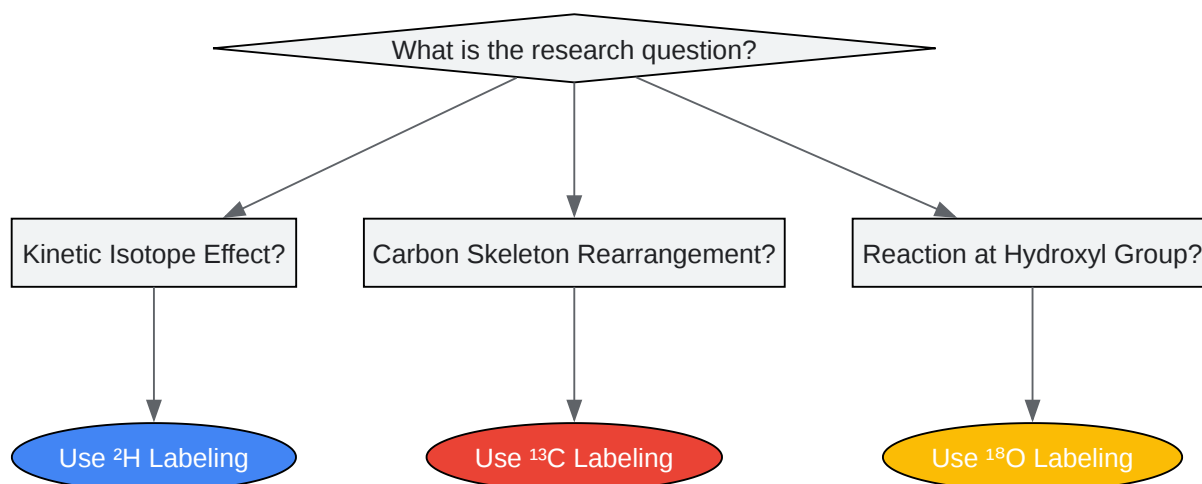 What is the research question?
Kinetic Isotope Effect?
Carbon Skeleton Rearrangement?
Reaction at Hydroxyl Group?
Use ²H Labeling
Use ¹³C Labeling
Use ¹⁸O Labeling